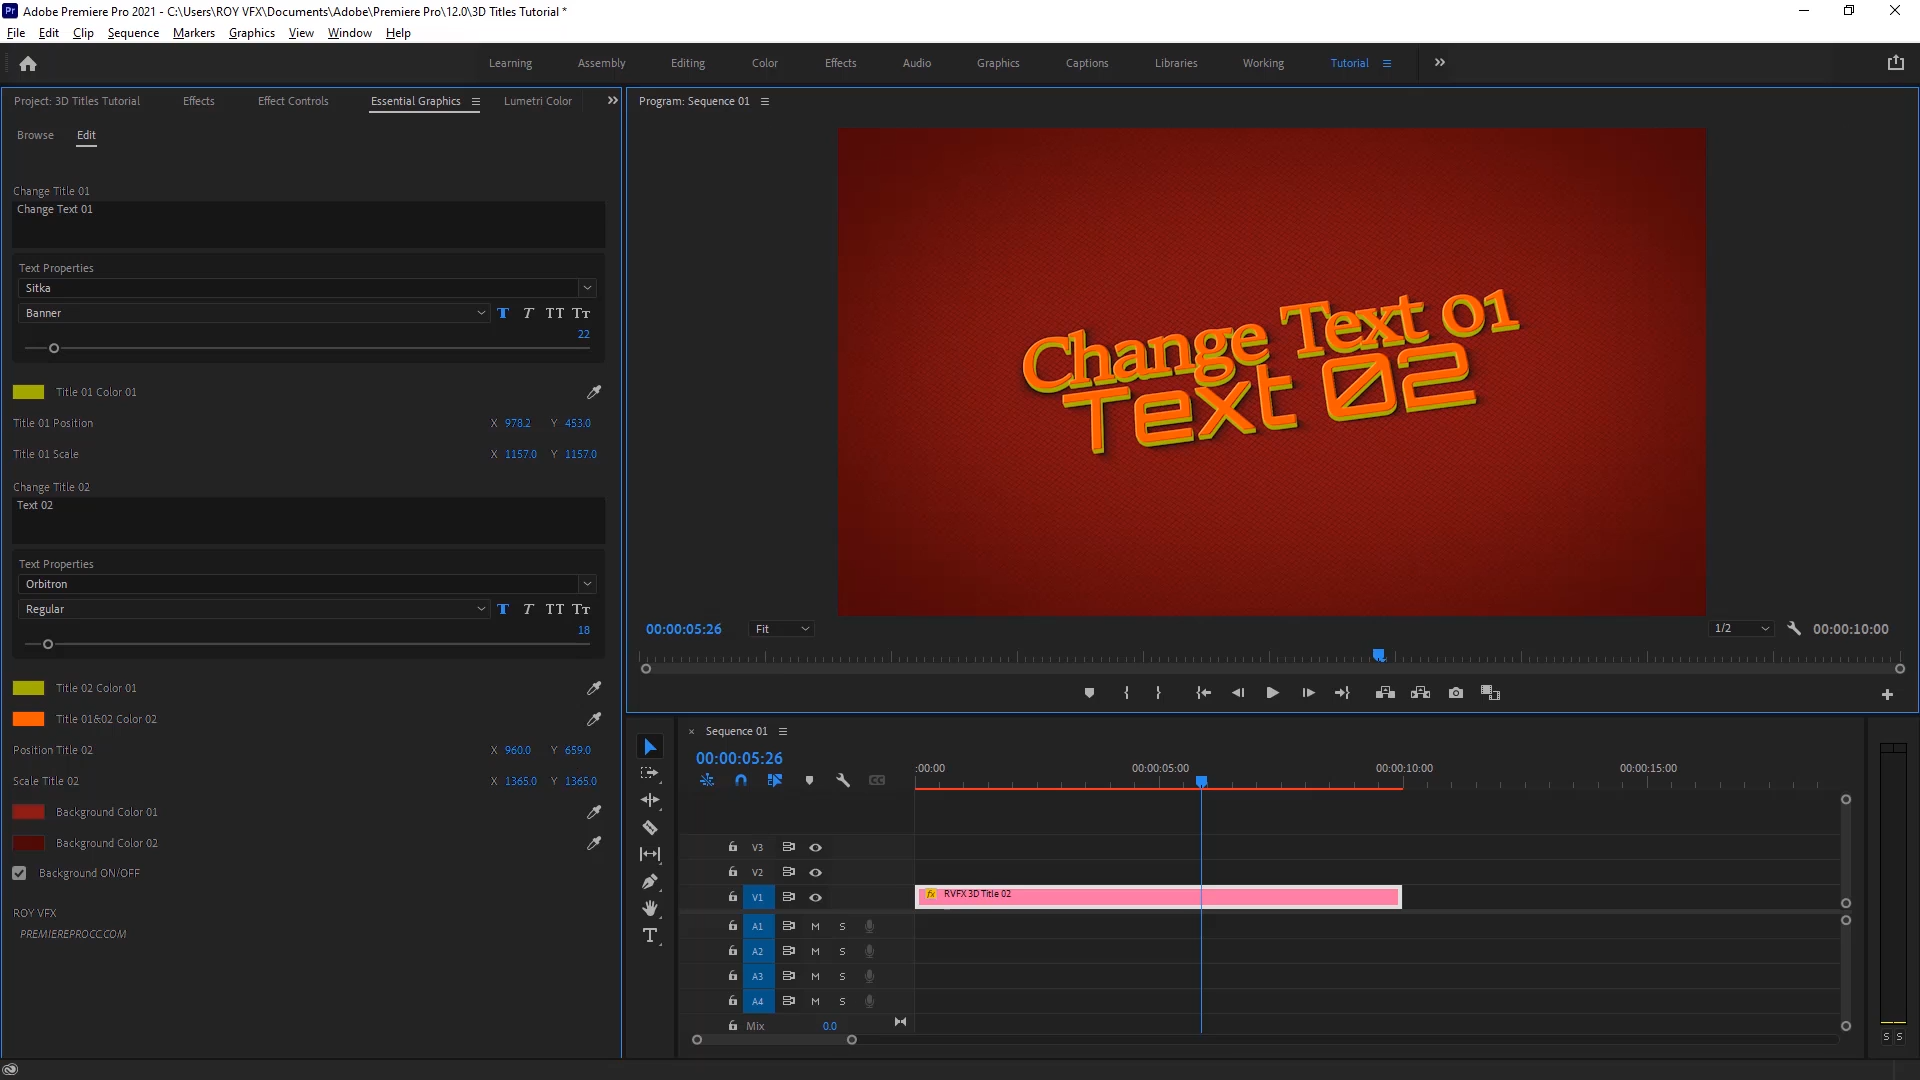 Adobe Premiere Pro 2021 - C:\Users\ROY VFX\Documents\Adobe\Premiere Pro\12.0\3D Titles Tutorial *
File Edit Clip Sequence Markers Graphics View Window Help
Learning Assembly Editing Color Effects Audio Graphics Captions Libraries Working Tutorial
Project: 3D Titles Tutorial Effects Effect Controls Essential Graphics Lumetri Color
Browse Edit
Change Title 01
Change Text 01
Text Properties
Sitka
Banner T T TT Tт
22
Title 01 Color 01
Title 01 Position X 978.2 Y 453.0
Title 01 Scale X 1157.0 Y 1157.0
Change Title 02
Text 02
Text Properties
Orbitron
Regular T T TT Tт
18
Title 02 Color 01
Title 01&02 Color 02
Position Title 02 X 960.0 Y 659.0
Scale Title 02 X 1365.0 Y 1365.0
Background Color 01
Background Color 02
Background ON/OFF
ROY VFX
PREMIEREPROCC.COM
Program: Sequence 01
Change Text 01
Text 02
00:00:05:26 Fit 1/2 00:00:10:00
Sequence 01
00:00:05:26
:00:00 00:00:05:00 00:00:10:00 00:00:15:00
V3
V2
V1 fx RVFX 3D Title 02
A1 M S
A2 M S
A3 M S
A4 M S
Mix 0.0
S S